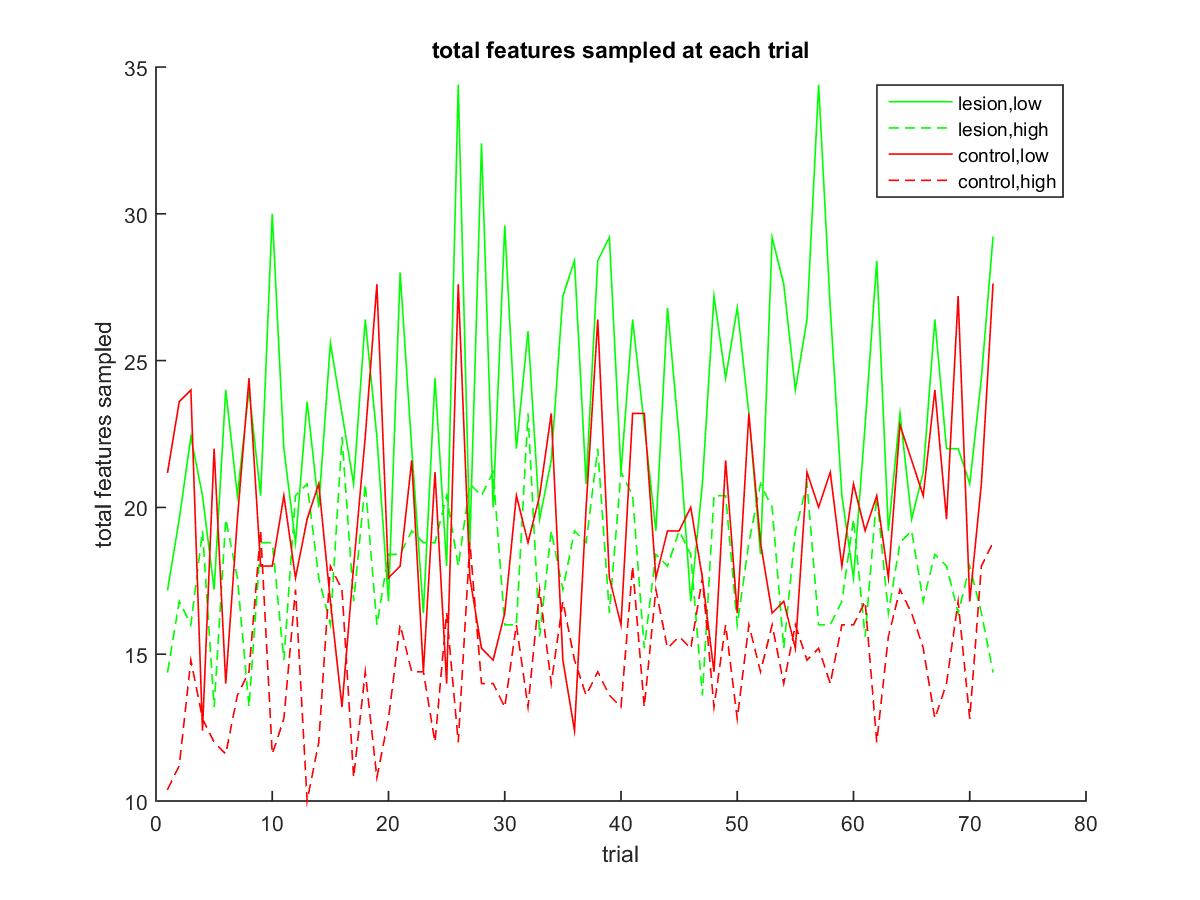 total features sampled at each trial
35
30
25
20
15
10
total features sampled
lesion,low
lesion,high
control,low
control,high
0 10 20 30 40 50 60 70 80
trial